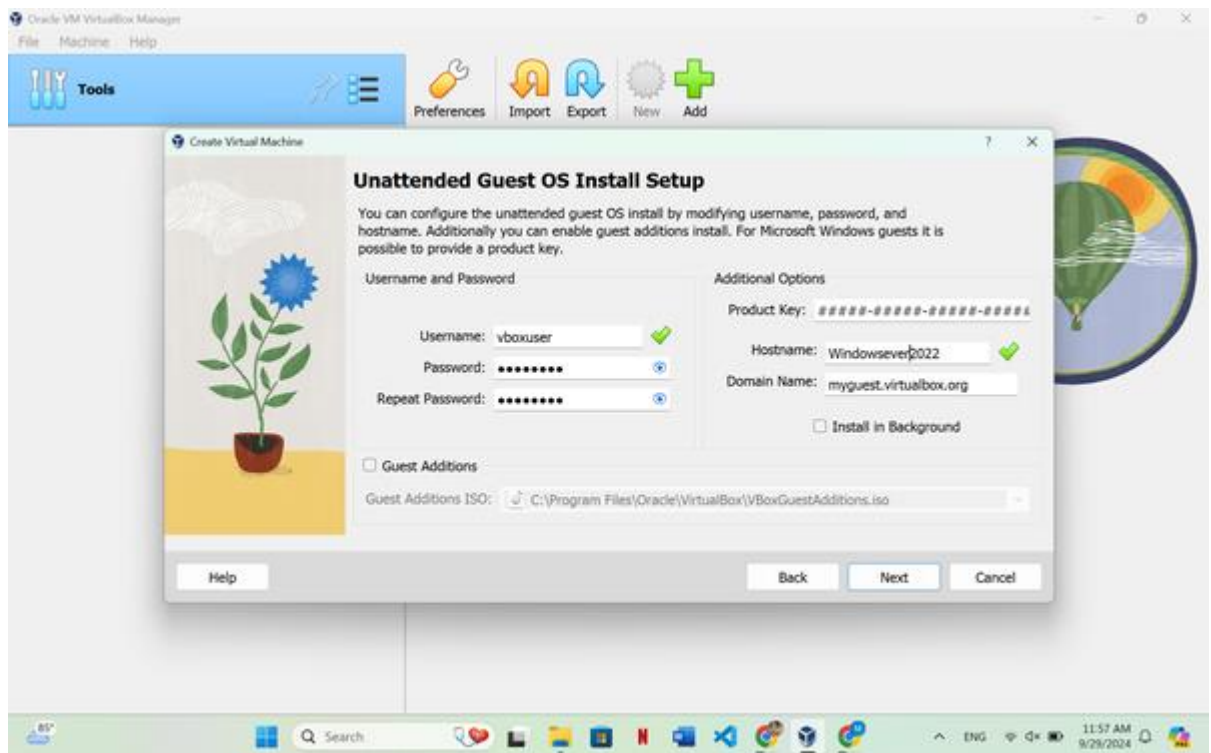 Oracle VM VirtualBox Manager
File Machine Help
Tools
Preferences Import Export New Add
Create Virtual Machine
Unattended Guest OS Install Setup
You can configure the unattended guest OS install by modifying username, password, and
hostname. Additionally you can enable guest additions install. For Microsoft Windows guests it is
possible to provide a product key.
Username and Password
Username: vboxuser
Password: ●●●●●●●●
Repeat Password: ●●●●●●●●
Additional Options
Product Key: #####-#####-#####-####
Hostname: Windowsever2022
Domain Name: myguest.virtualbox.org
Install in Background
Guest Additions
Guest Additions ISO: C:\Program Files\Oracle\VirtualBox\VBoxGuestAdditions.iso
Help Back Next Cancel
85°
Search
ENG
11:57 AM
9/29/2024